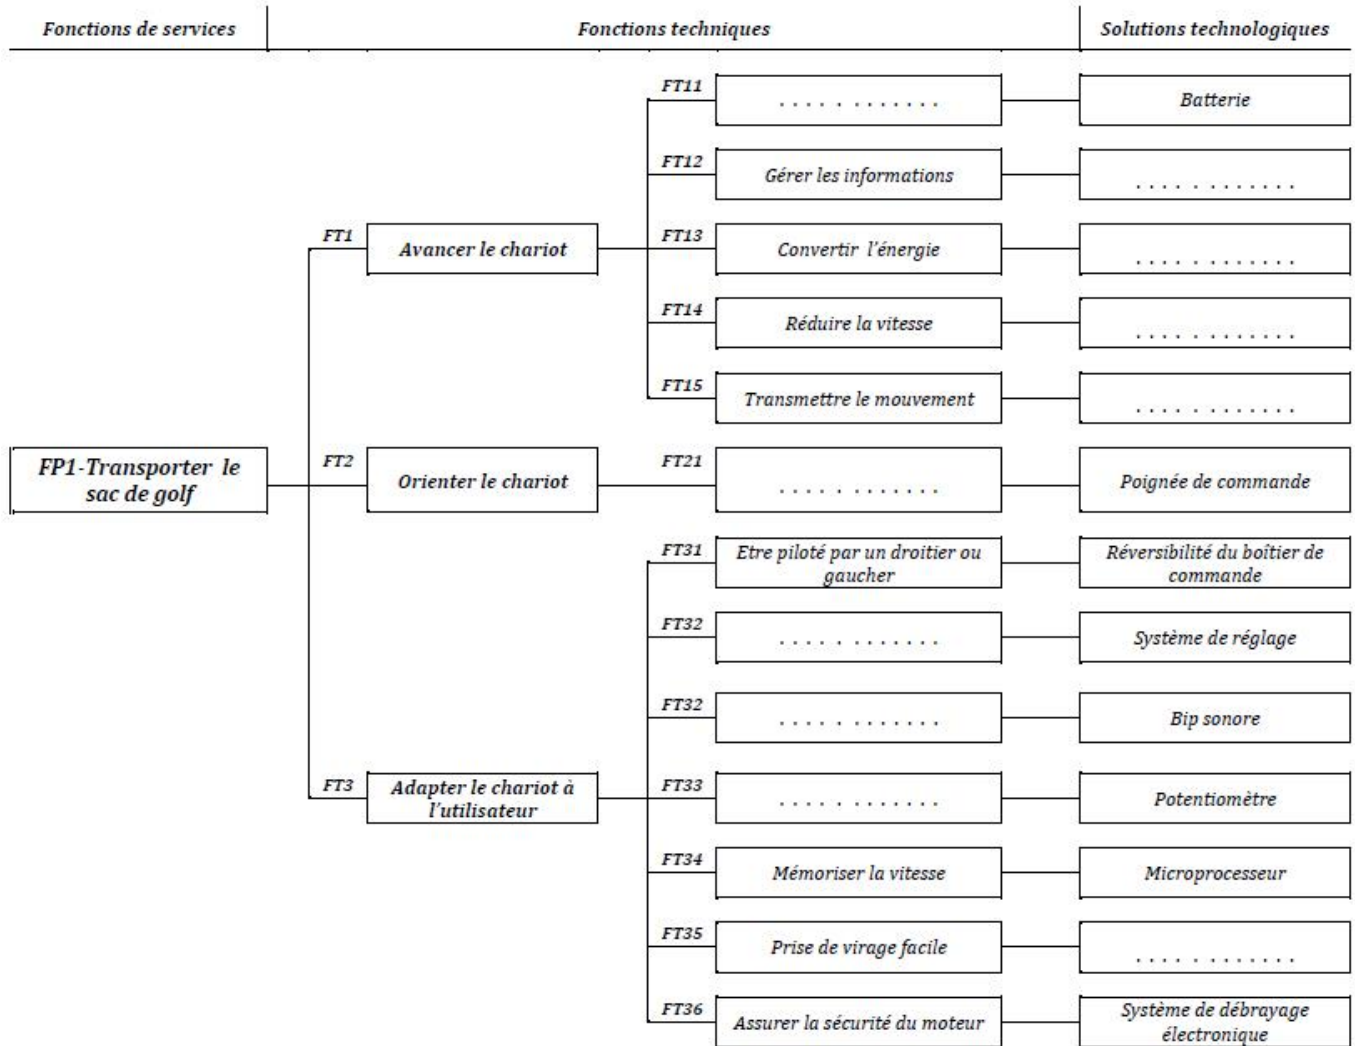 Fonctions de services
Fonctions techniques
Solutions technologiques
FT11
. . . . . . . . . . . .
Batterie
FT12
Gérer les informations
. . . . . . . . . . . .
FT1
Avancer le chariot
FT13
Convertir l'énergie
. . . . . . . . . . . .
FT14
Réduire la vitesse
. . . . . . . . . . . .
FT15
Transmettre le mouvement
. . . . . . . . . . . .
FP1-Transporter le
sac de golf
FT2
Orienter le chariot
FT21
. . . . . . . . . . . .
Poignée de commande
FT31
Etre piloté par un droitier ou
gaucher
Réversibilité du boîtier de
commande
FT32
. . . . . . . . . . . .
Système de réglage
FT32
. . . . . . . . . . . .
Bip sonore
FT3
Adapter le chariot à
l'utilisateur
FT33
. . . . . . . . . . . .
Potentiomètre
FT34
Mémoriser la vitesse
Microprocesseur
FT35
Prise de virage facile
. . . . . . . . . . . .
FT36
Assurer la sécurité du moteur
Système de débrayage
électronique